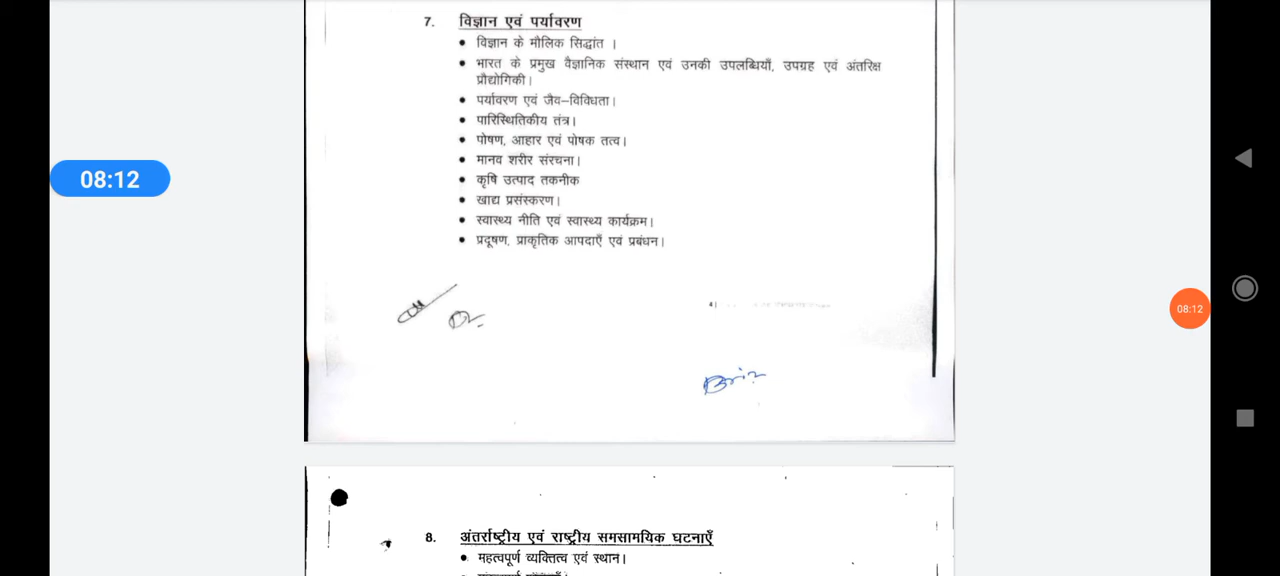 7. विज्ञान एवं पर्यावरण
• विज्ञान के मौलिक सिद्धांत ।
• भारत के प्रमुख वैज्ञानिक संस्थान एवं उनकी उपलब्धियाँ, उपग्रह एवं अंतरिक्ष
प्रौद्योगिकी।
• पर्यावरण एवं जैव–विविधता।
• पारिस्थितिकीय तंत्र।
• पोषण, आहार एवं पोषक तत्व।
• मानव शरीर संरचना।
08:12
• कृषि उत्पाद तकनीक
• खाद्य प्रसंस्करण।
• स्वास्थ्य नीति एवं स्वास्थ्य कार्यक्रम।
• प्रदूषण, प्राकृतिक आपदाएँ एवं प्रबंधन।
08:12
8. अंतर्राष्ट्रीय एवं राष्ट्रीय समसामयिक घटनाएँ
• महत्वपूर्ण व्यक्तित्व एवं स्थान।